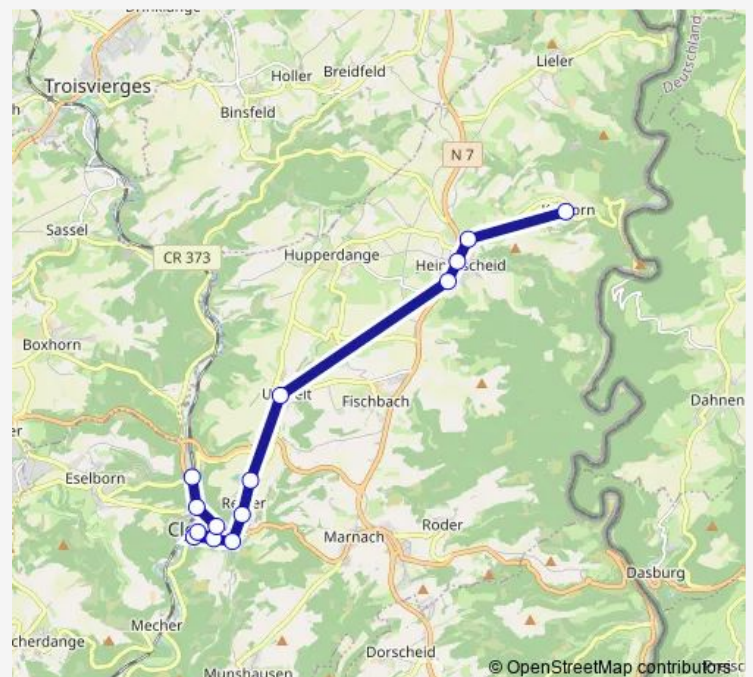 Troisvierges
Holler
Breidfeld
Lieler
Binsfeld
Deutschland
N 7
Sassel
CR 373
Hupperdange
Boxhorn
Fischbach
Dahnen
Eselborn
Marnach
Roder
Dasburg
Mecher
Dorscheid
Munshausen
© OpenStreetMap contributors